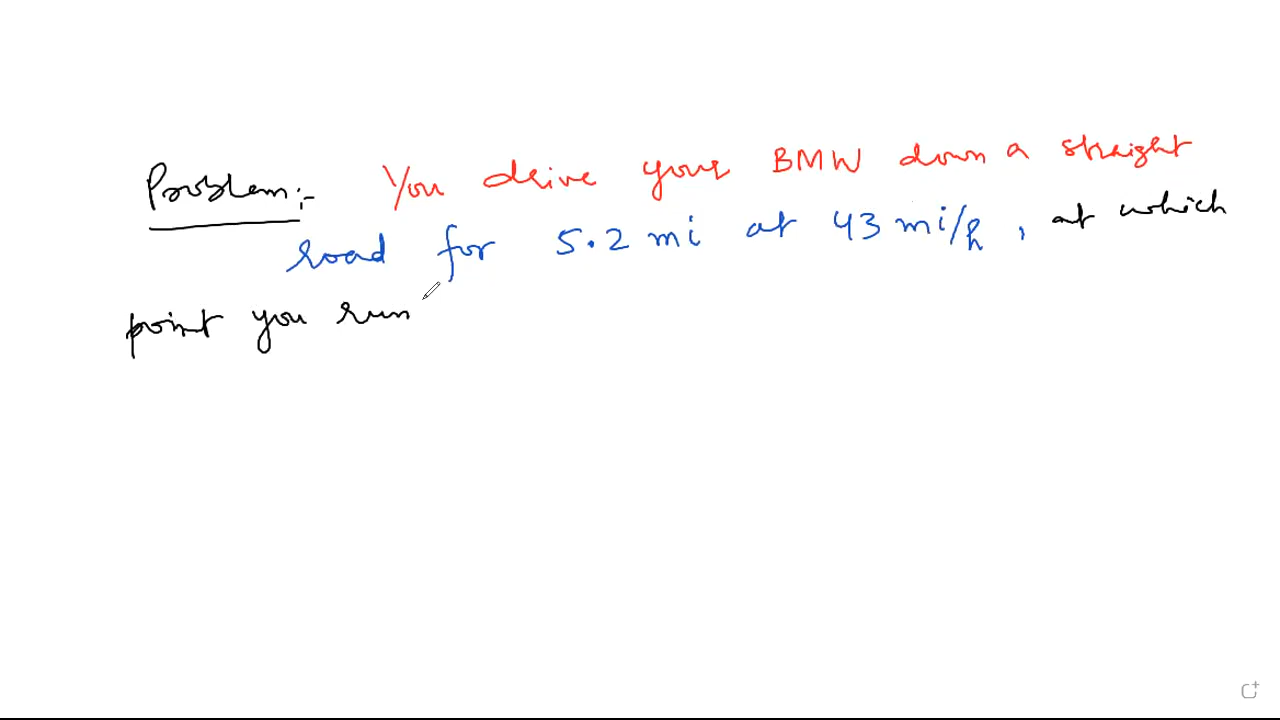 Problem:- You drive your BMW down a straight
road for 5.2 mi at 43 mi/h, at which
point you run